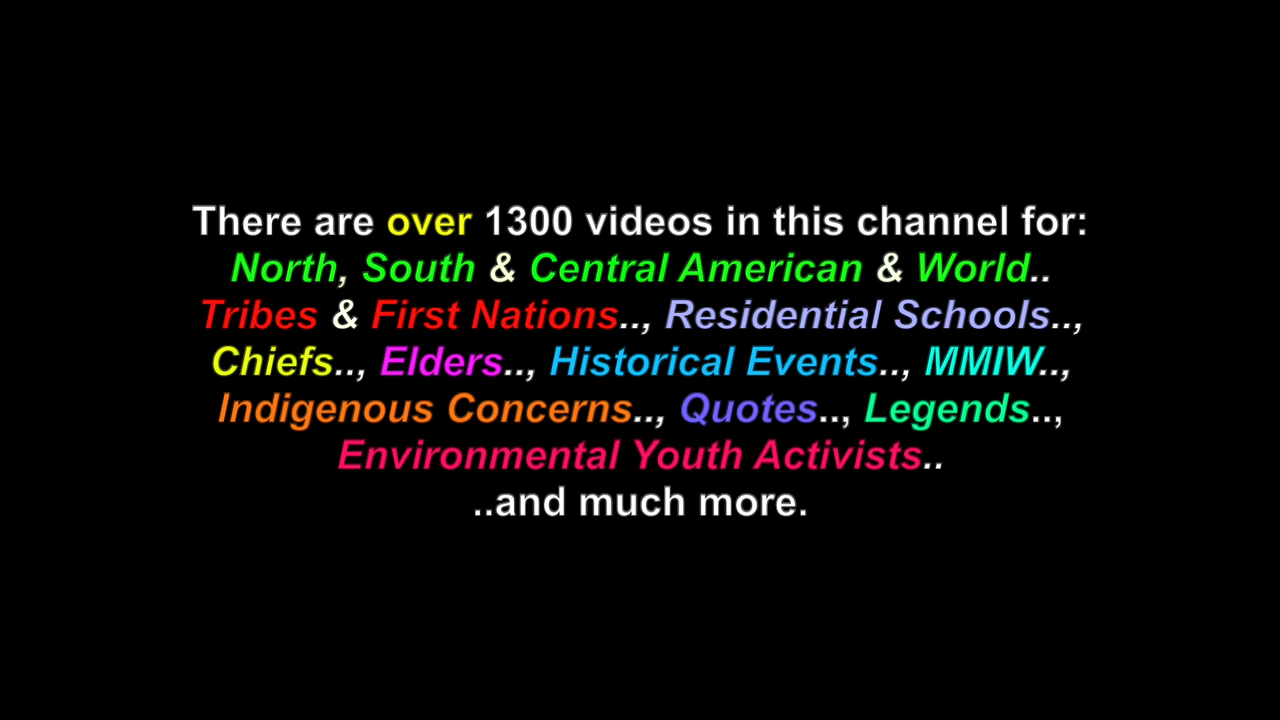 There are over 1300 videos in this channel for:
North, South & Central American & World..
Tribes & First Nations.., Residential Schools..,
Chiefs.., Elders.., Historical Events.., MMIW..,
Indigenous Concerns.., Quotes.., Legends..,
Environmental Youth Activists..
..and much more.